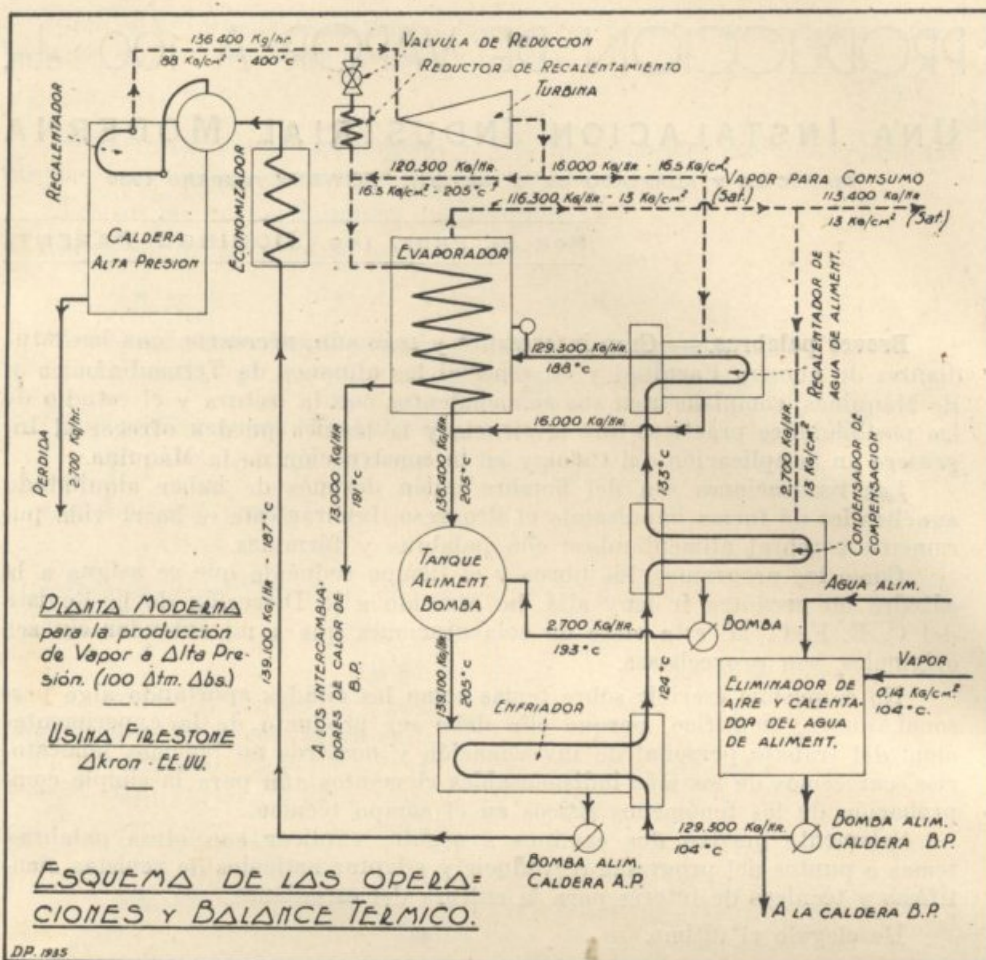 136.400 Kg/hr.
88 Kg/cm² - 400°C
VALVULA DE REDUCCION
REDUCTOR DE RECALENTAMIENTO
TURBINA
RECALENTADOR
ECONOMIZADOR
CALDERA
ALTA PRESION
120.300 Kg/Hr.
16.5 Kg/cm² - 205°C
16.000 Kg/Hr. - 16.5 Kg/cm²
(Sat.)
116.300 Kg/Hr. - 13 Kg/cm²
VAPOR PARA CONSUMO
113.400 Kg/Hr
13 Kg/cm² (Sat.)
EVAPORADOR
RECALENTADOR DE
AGUA DE ALIMENT.
129.300 Kg/Hr.
188°C
16.000 Kg/Hr.
PERDIDA
2.700 Kg/hr.
13.000 Kg/Hr.
191°C
136.400 Kg/Hr.
205°C
153°C
2.700 Kg/Hr.
13 Kg/cm²
CONDENSADOR DE
COMPENSACION
TANQUE
ALIMENT
BOMBA
AGUA ALIM.
BOMBA
2.700 Kg/Hr.
193°C
VAPOR
0,14 Kg/cm²
104°C.
ELIMINADOR DE
AIRE Y CALENTA-
DOR DEL AGUA
DE ALIMENT.
PLANTA MODERNA
para la producción
de Vapor a Alta Pre-
sión. (100 Atm. Abs.)
USINA FIRESTONE
Akron - EE.UU.
139.100 Kg/Hr. - 187°C
A LOS INTERCAMBIA-
DORES DE CALOR DE
B.P.
139.100 Kg/Hr.
205°C
124°C
ENFRIADOR
129.300 Kg/Hr.
104°C
BOMBA ALIM.
CALDERA A.P.
BOMBA ALIM.
CALDERA B.P.
A LA CALDERA B.P.
ESQUEMA DE LAS OPERA=
CIONES Y BALANCE TERMICO.
DP. 1935